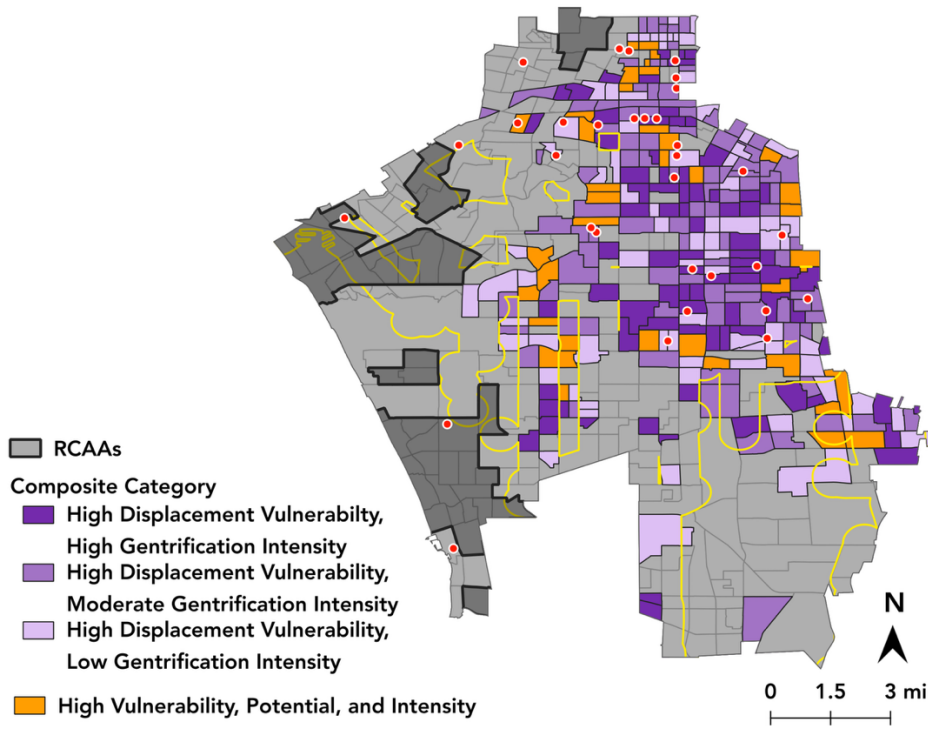 RCAAs
Composite Category
High Displacement Vulnerabilty,
High Gentrification Intensity
High Displacement Vulnerability,
Moderate Gentrification Intensity
High Displacement Vulnerability,
Low Gentrification Intensity
High Vulnerability, Potential, and Intensity
N
0 1.5 3 mi